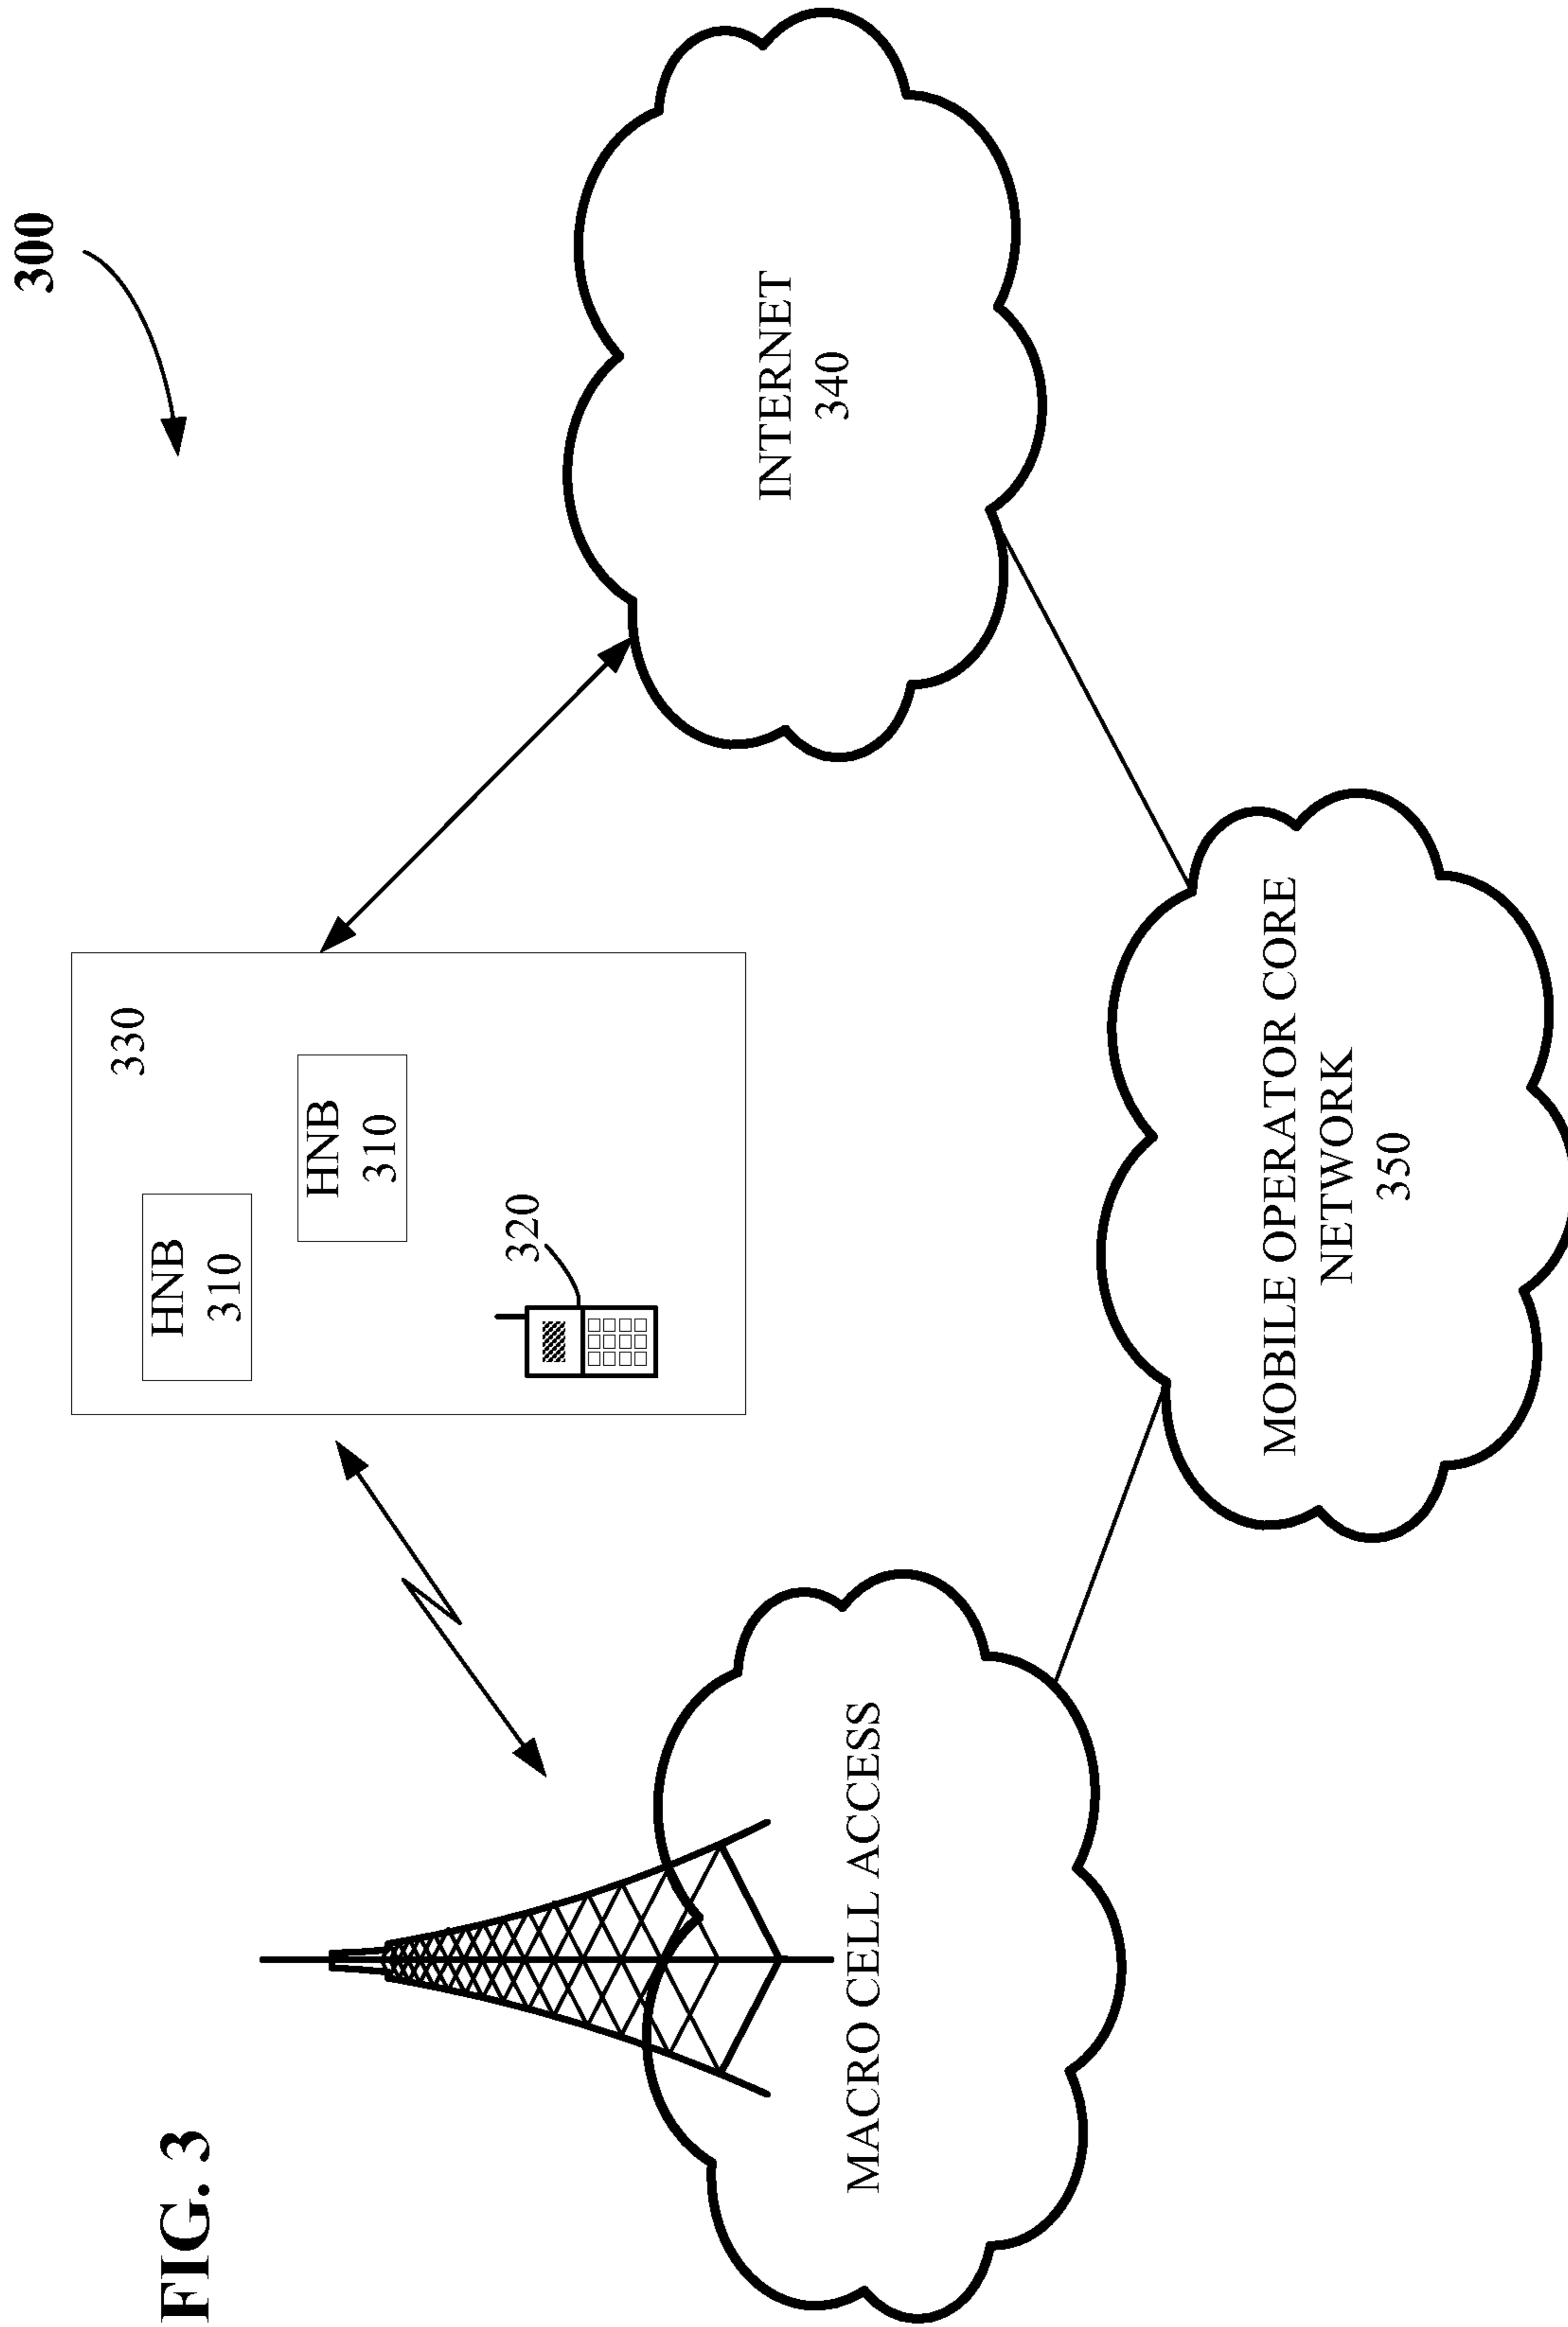 FIG. 3
300
330
HNB
310
HNB
310
320
INTERNET
340
MACRO CELL ACCESS
MOBILE OPERATOR CORE
NETWORK
350